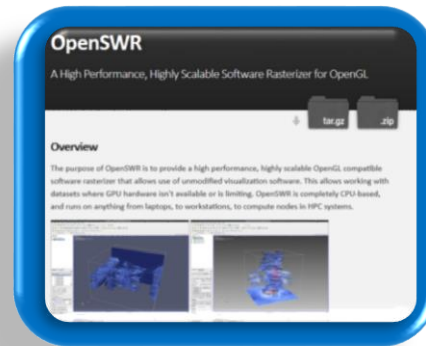 OpenSWR
A High Performance, Highly Scalable Software Rasterizer for OpenGL
tar.gz
.zip
Overview
The purpose of OpenSWR is to provide a high performance, highly scalable OpenGL compatible
software rasterizer that allows use of unmodified visualization software. This allows working with
datasets where GPU hardware isn't available or is limiting. OpenSWR is completely CPU-based,
and runs on anything from laptops, to workstations, to compute nodes in HPC systems.